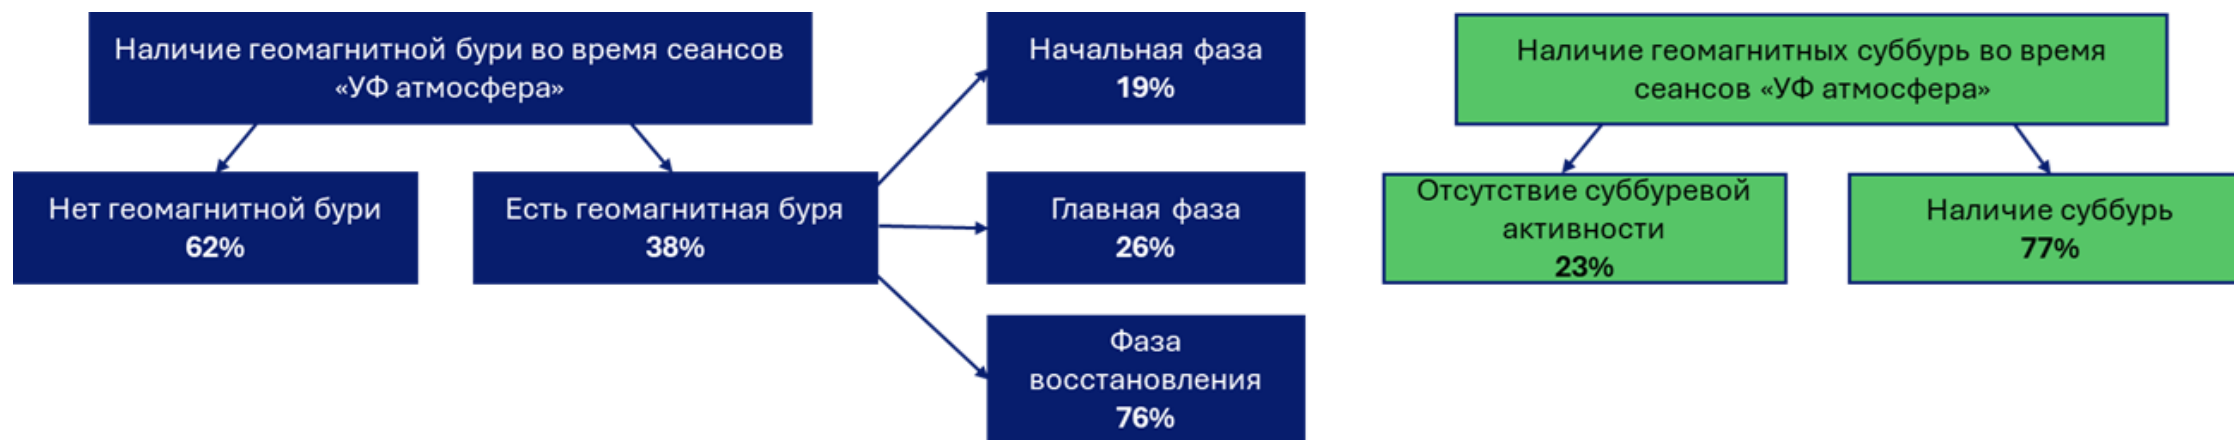 Наличие геомагнитной бури во время сеансов
«УФ атмосфера»
Нет геомагнитной бури
62%
Есть геомагнитная буря
38%
Начальная фаза
19%
Главная фаза
26%
Фаза
восстановления
76%
Наличие геомагнитных суббурь во время
сеансов «УФ атмосфера»
Отсутствие суббуревой
активности
23%
Наличие суббурь
77%